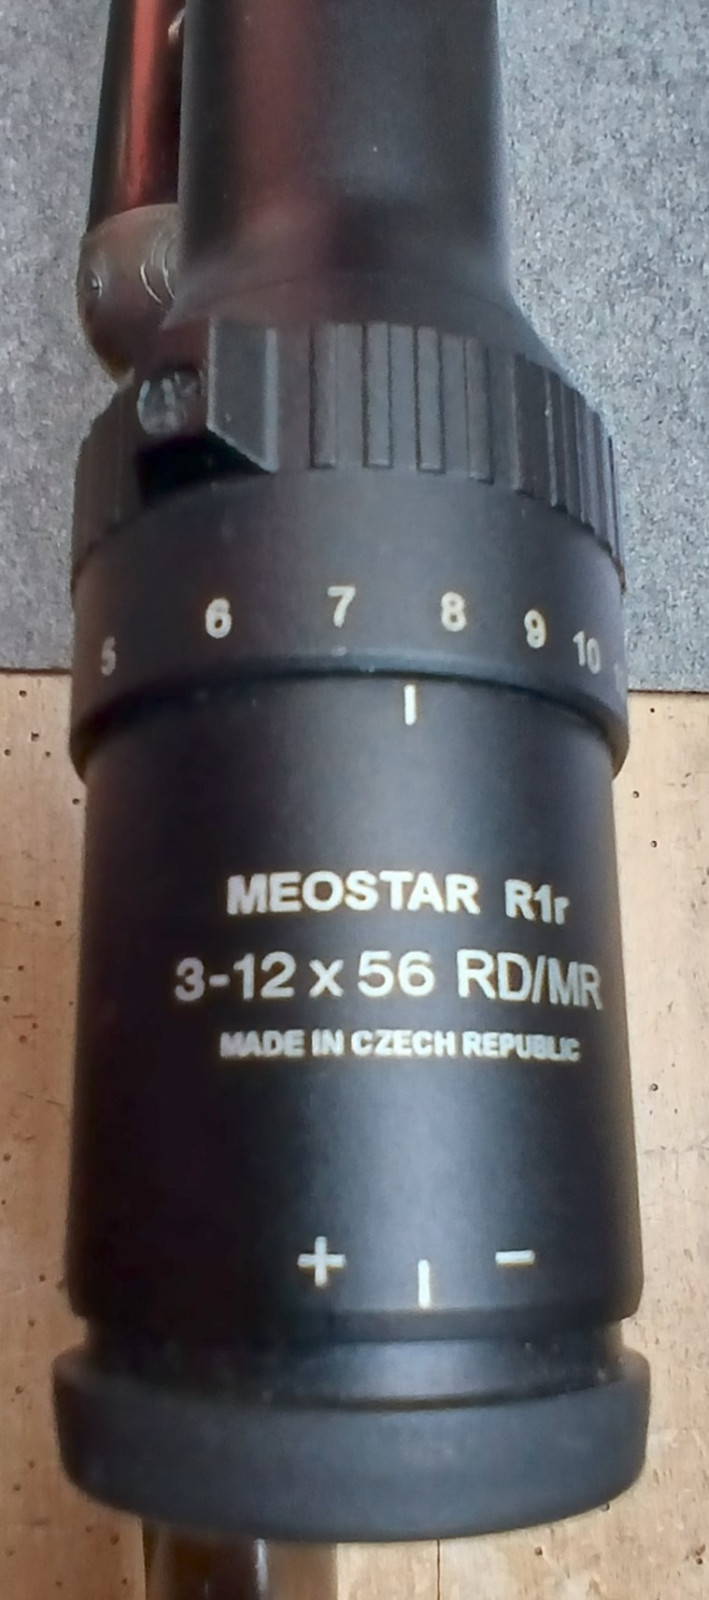 5 6 7 8 9 10
MEOSTAR R1r
3-12 x 56 RD/MR
MADE IN CZECH REPUBLIC
+ -